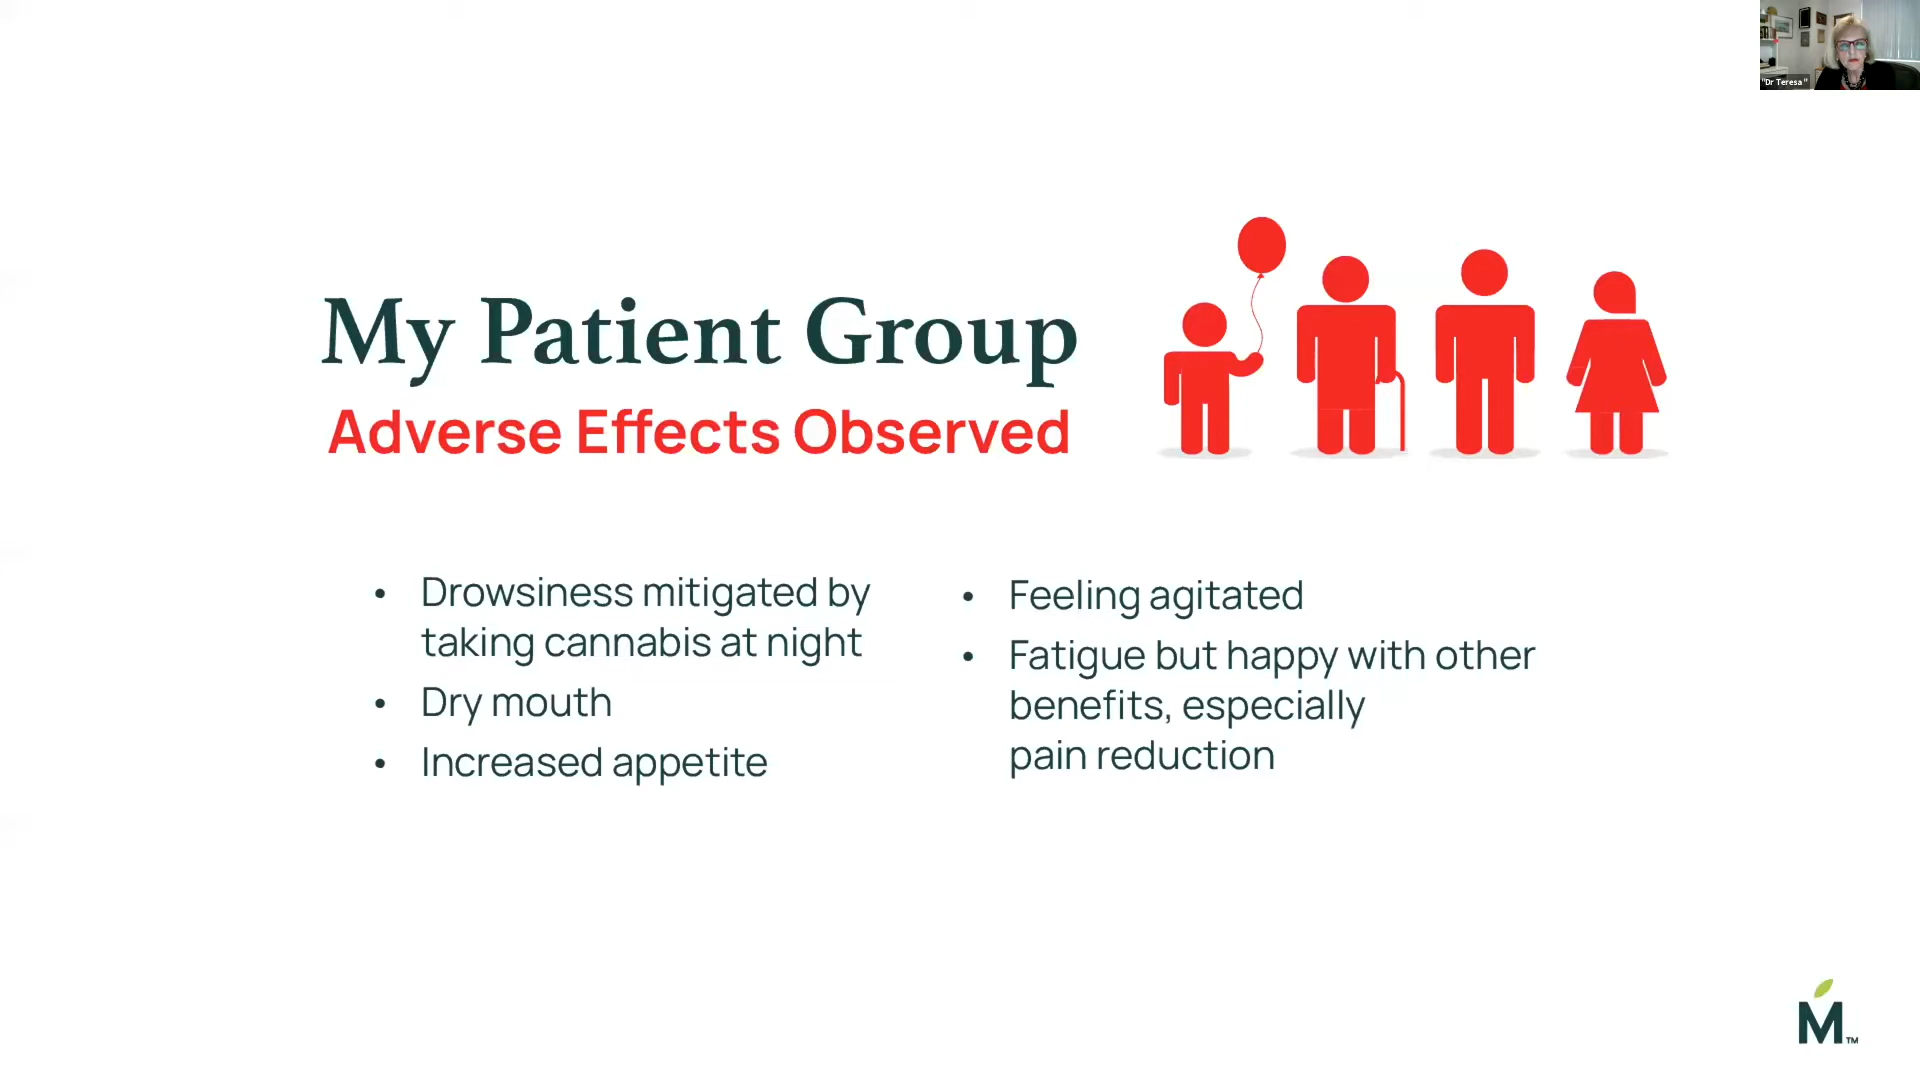 "Dr Teresa"
My Patient Group
Adverse Effects Observed
• Drowsiness mitigated by
taking cannabis at night
• Dry mouth
• Increased appetite
• Feeling agitated
• Fatigue but happy with other
benefits, especially
pain reduction
M™